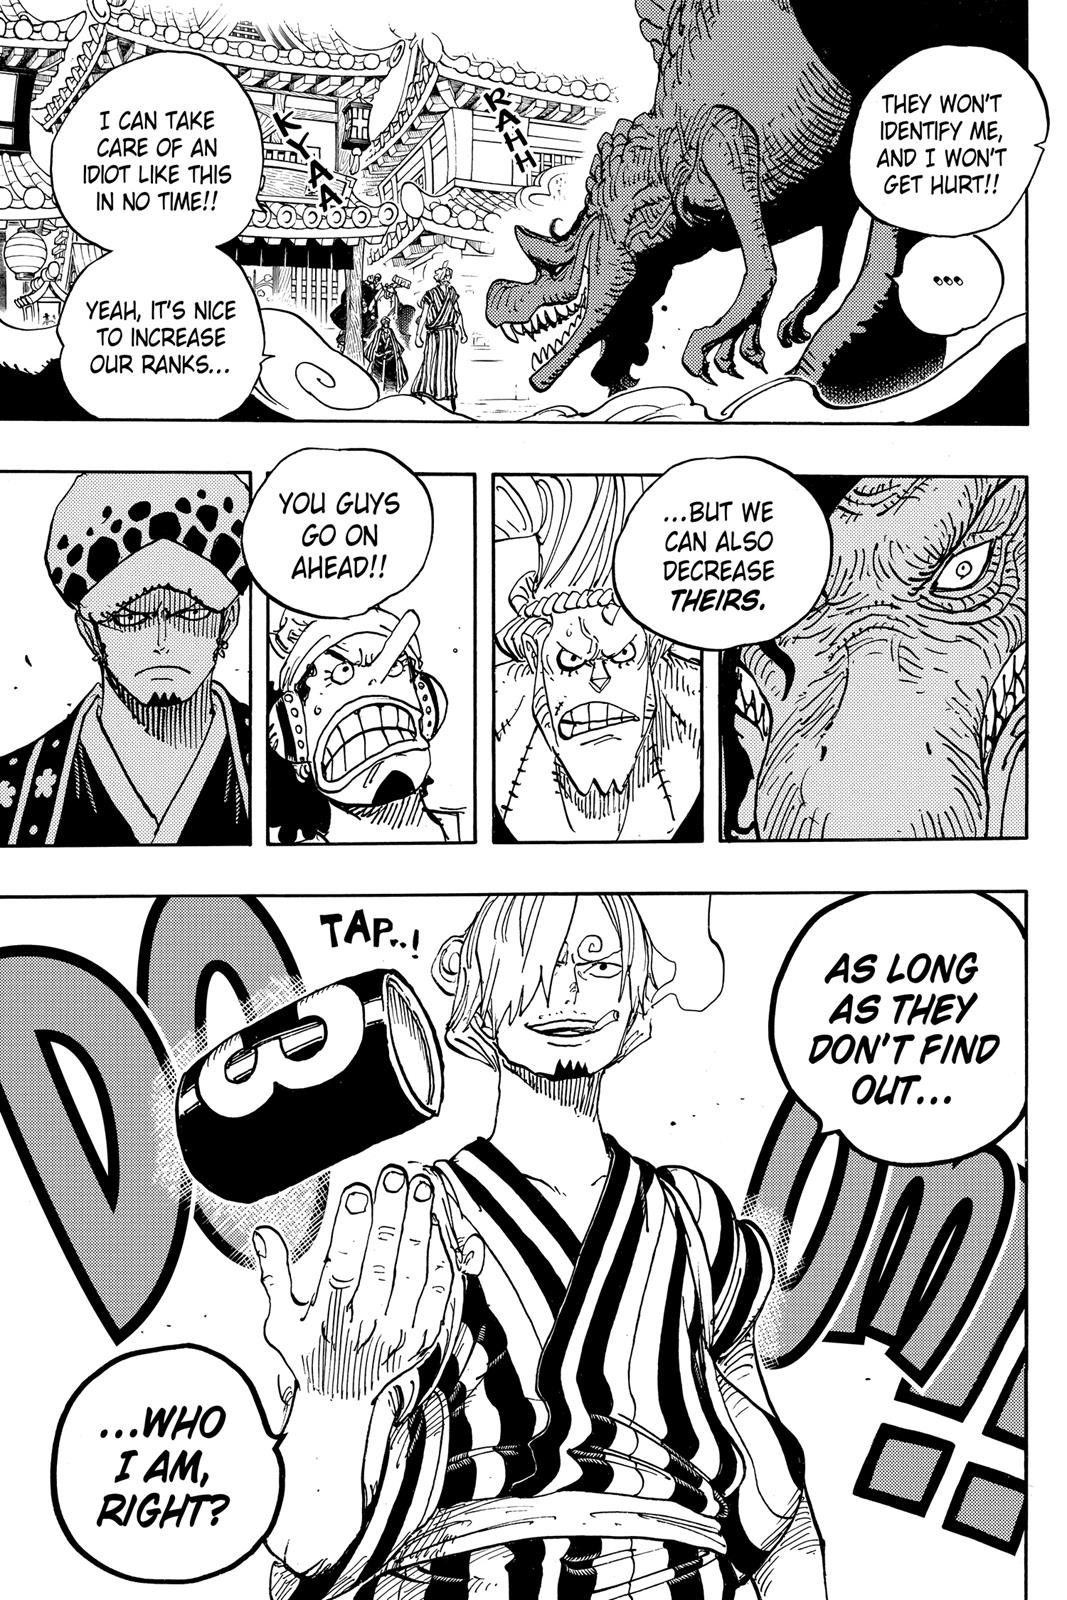 THEY WON'T
IDENTIFY ME,
AND I WON'T
GET HURT!!
...
RAHH
KYAA
I CAN TAKE
CARE OF AN
IDIOT LIKE THIS
IN NO TIME!!
YEAH, IT'S NICE
TO INCREASE
OUR RANKS...
...BUT WE
CAN ALSO
DECREASE
THEIRS.
YOU GUYS
GO ON
AHEAD!!
AS LONG
AS THEY
DON'T FIND
OUT...
TAP..!
3
DOOM!!
...WHO
I AM,
RIGHT?